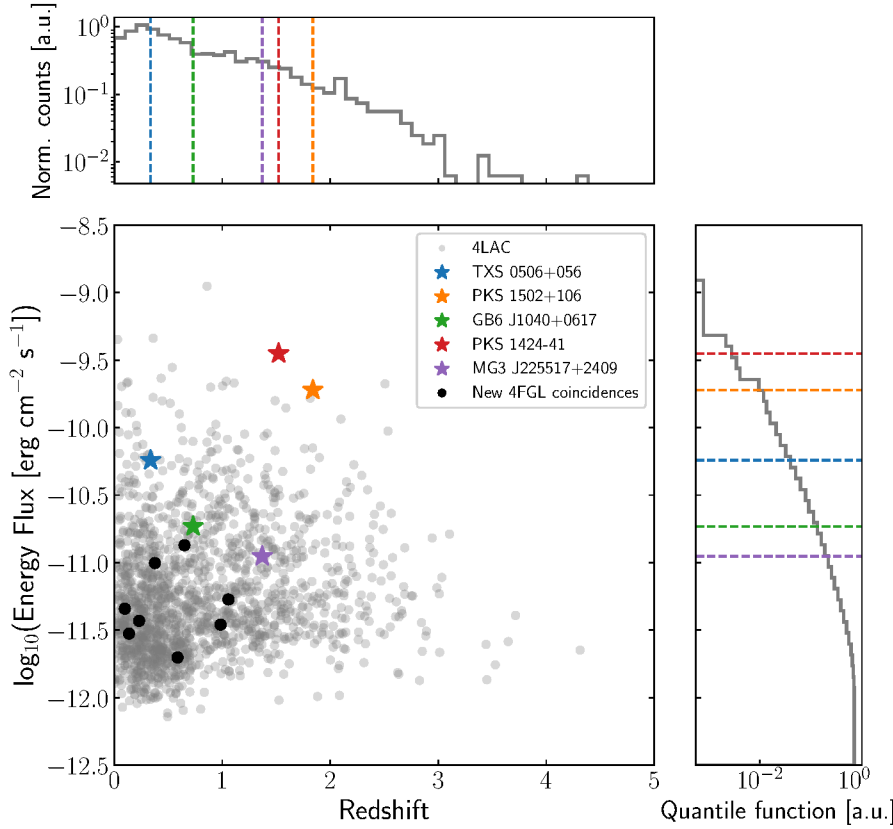 Norm. counts [a.u.]
10⁰
10⁻¹
10⁻²
log₁₀(Energy Flux [erg cm⁻² s⁻¹])
−8.5
−9.0
−9.5
−10.0
−10.5
−11.0
−11.5
−12.0
−12.5
4LAC
TXS 0506+056
PKS 1502+106
GB6 J1040+0617
PKS 1424-41
MG3 J225517+2409
New 4FGL coincidences
0 1 2 3 4 5
Redshift
10⁻² 10⁰
Quantile function [a.u.]